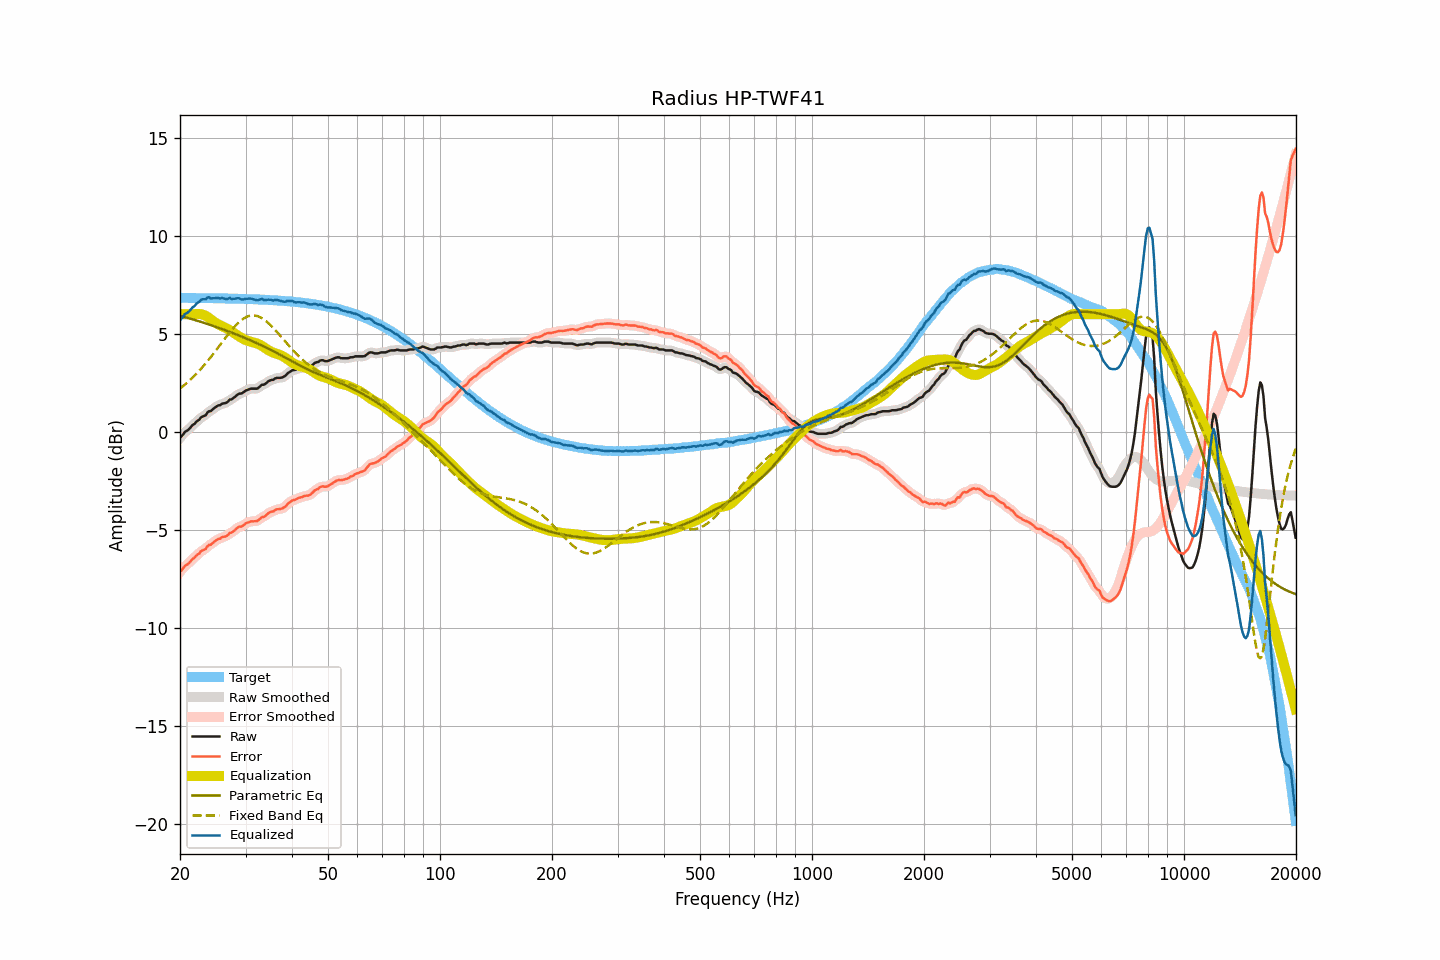 Radius HP-TWF41
15
10
5
0
−5
−10
−15
−20
Amplitude (dBr)
Target
Raw Smoothed
Error Smoothed
Raw
Error
Equalization
Parametric Eq
Fixed Band Eq
Equalized
20 50 100 200 500 1000 2000 5000 10000 20000
Frequency (Hz)